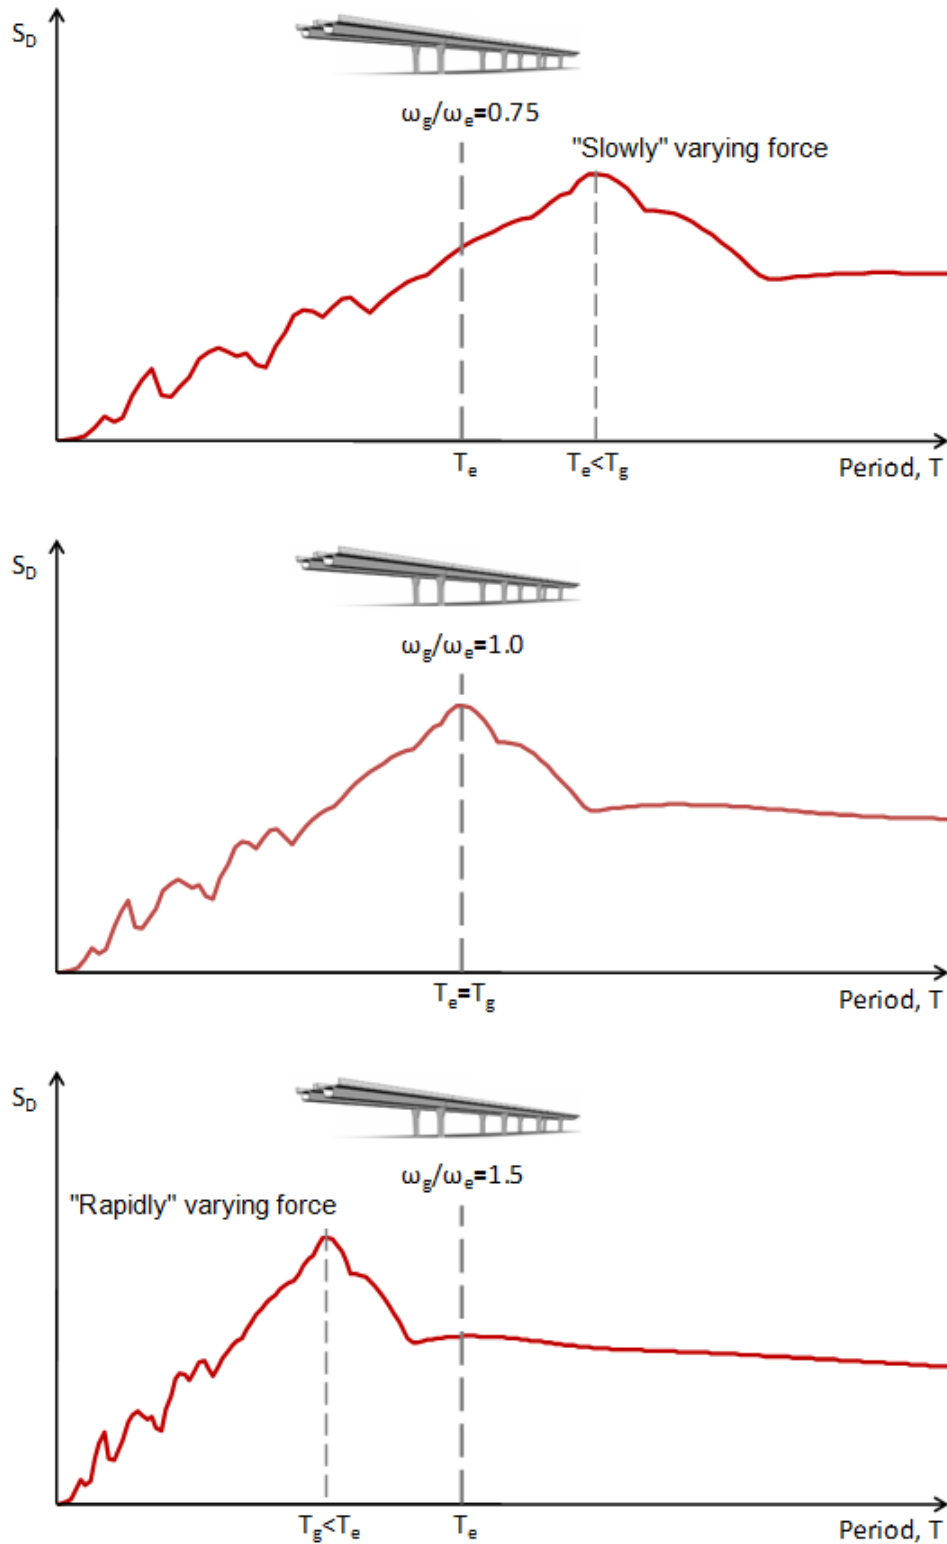 S_D
ω_g/ω_e=0.75
"Slowly" varying force
T_e
T_e<T_g
Period, T
S_D
ω_g/ω_e=1.0
T_e=T_g
Period, T
S_D
ω_g/ω_e=1.5
"Rapidly" varying force
T_g<T_e
T_e
Period, T